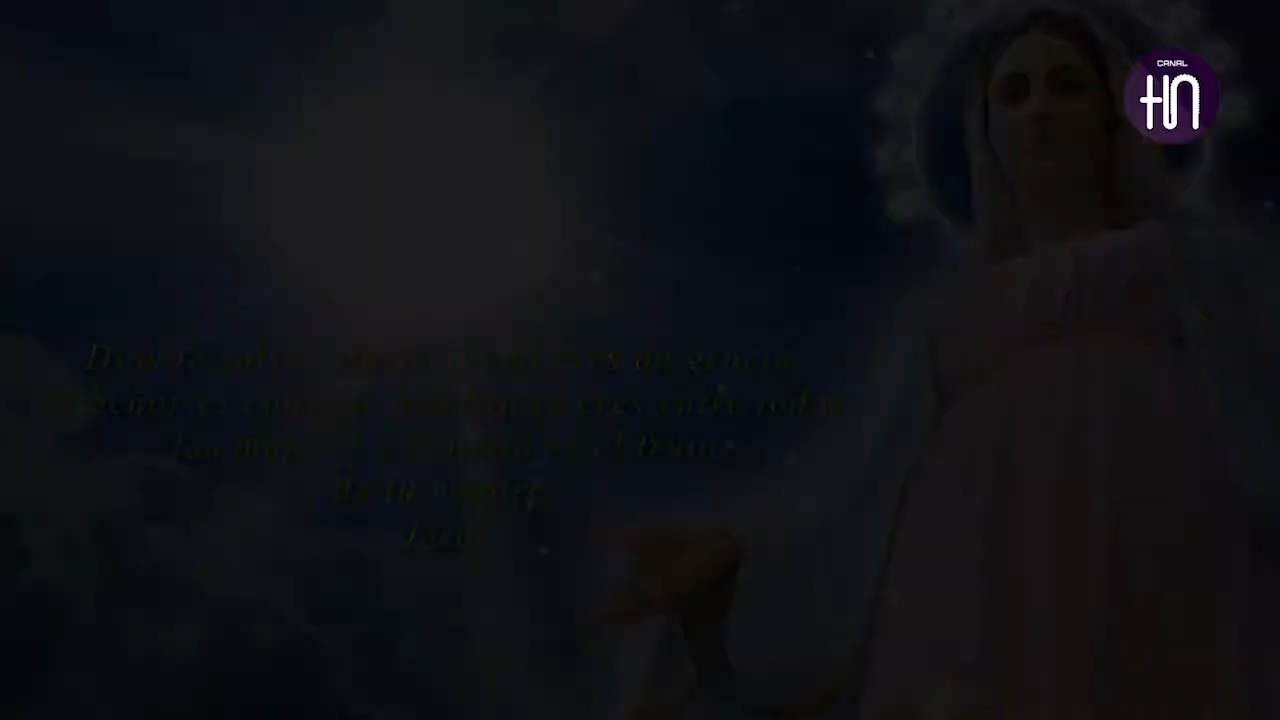 CANAL
HN
Dios te salve, María, llena eres de gracia,
el Señor es contigo. Bendita tú eres entre todas
las mujeres y bendito es el fruto
de tu vientre,
Jesús.